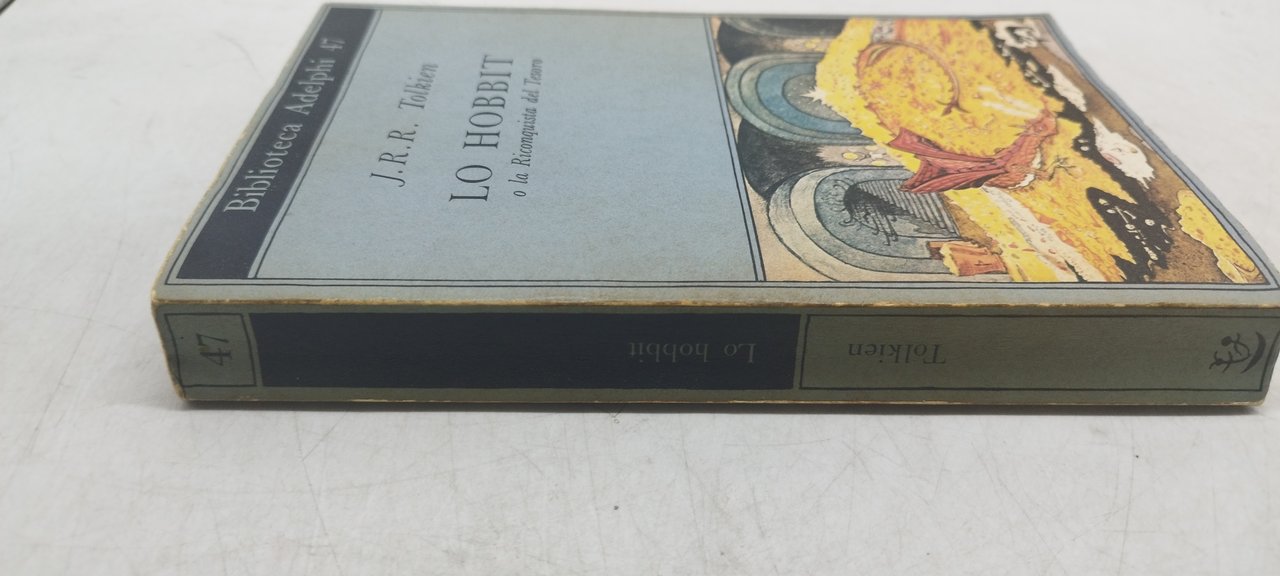 Biblioteca Adelphi 47
J.R.R. Tolkien
LO HOBBIT
o la Riconquista del Tesoro
47
Lo hobbit
Tolkien